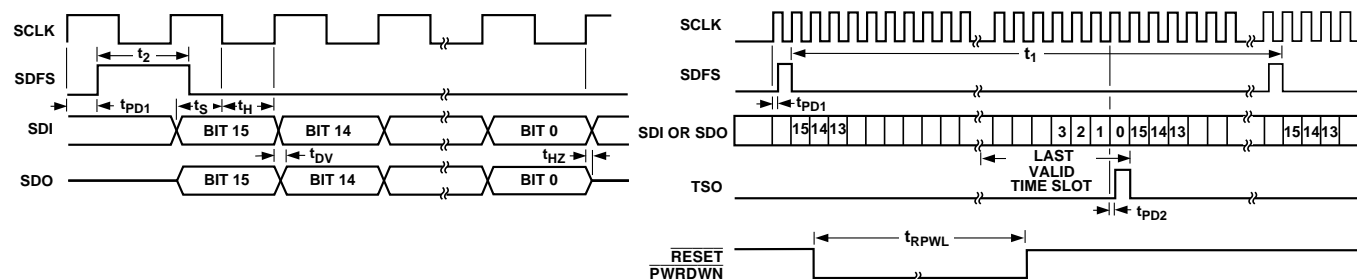 SCLK
t2
SDFS
tPD1
tS
tH
SDI
BIT 15
BIT 14
BIT 0
tDV
tHZ
SDO
BIT 15
BIT 14
BIT 0
SCLK
t1
SDFS
tPD1
SDI OR SDO
15 14 13
3 2 1 0 15 14 13
15 14 13
LAST
VALID
TIME SLOT
TSO
tPD2
tRPWL
RESET
PWRDWN